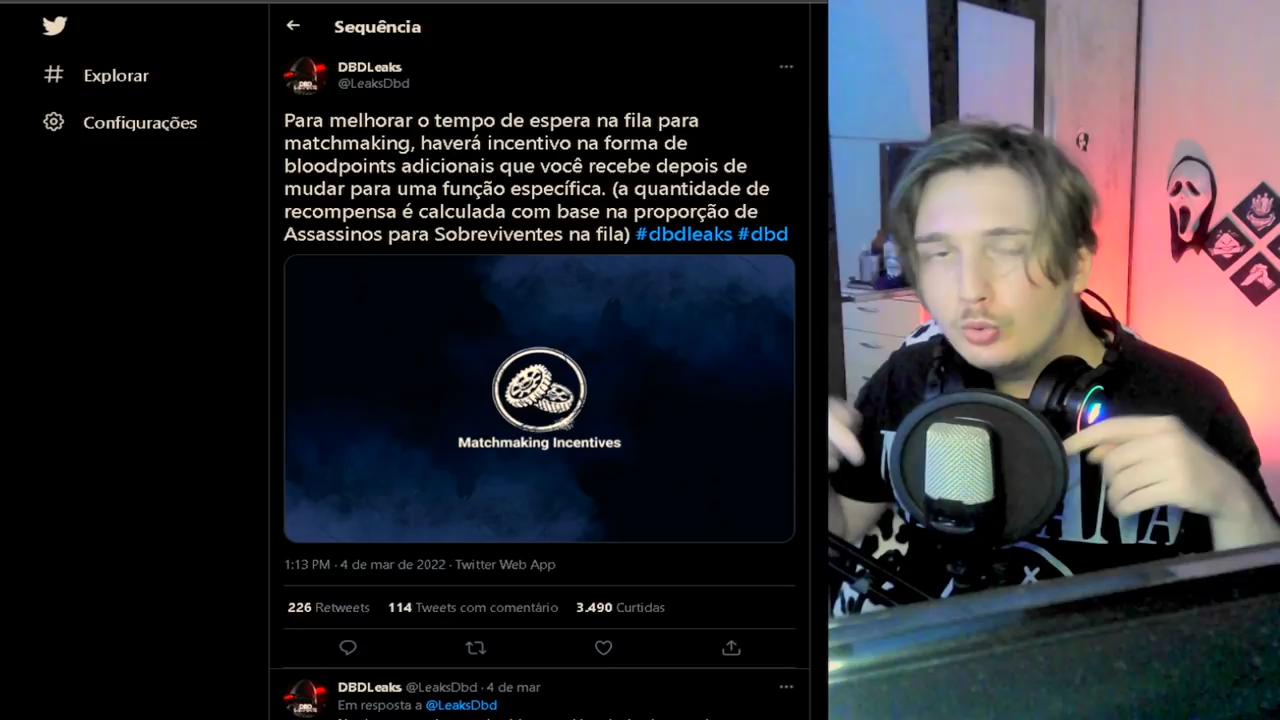 Sequência
Explorar
Configurações
DBDLeaks
@LeaksDbd
Para melhorar o tempo de espera na fila para
matchmaking, haverá incentivo na forma de
bloodpoints adicionais que você recebe depois de
mudar para uma função específica. (a quantidade de
recompensa é calculada com base na proporção de
Assassinos para Sobreviventes na fila) #dbdleaks #dbd
Matchmaking Incentives
1:13 PM · 4 de mar de 2022 · Twitter Web App
226 Retweets 114 Tweets com comentário 3.490 Curtidas
DBDLeaks @LeaksDbd · 4 de mar
Em resposta a @LeaksDbd